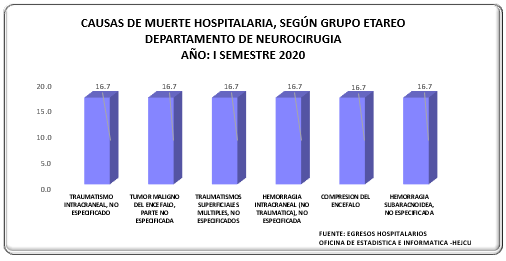 CAUSAS DE MUERTE HOSPITALARIA, SEGÚN GRUPO ETAREO
DEPARTAMENTO DE NEUROCIRUGIA
AÑO: I SEMESTRE 2020
20.0
15.0
10.0
5.0
0.0
16.7
16.7
16.7
16.7
16.7
16.7
TRAUMATISMO
INTRACRANEAL, NO
ESPECIFICADO
TUMOR MALIGNO
DEL ENCEFALO,
PARTE NO
ESPECIFICADA
TRAUMATISMOS
SUPERFICIALES
MULTIPLES, NO
ESPECIFICADOS
HEMORRAGIA
INTRACRANEAL (NO
TRAUMATICA), NO
ESPECIFICADA
COMPRESION DEL
ENCEFALO
HEMORRAGIA
SUBARACNOIDEA,
NO ESPECIFICADA
FUENTE: EGRESOS HOSPITALARIOS
OFICINA DE ESTADISTICA E INFORMATICA -HEJCU